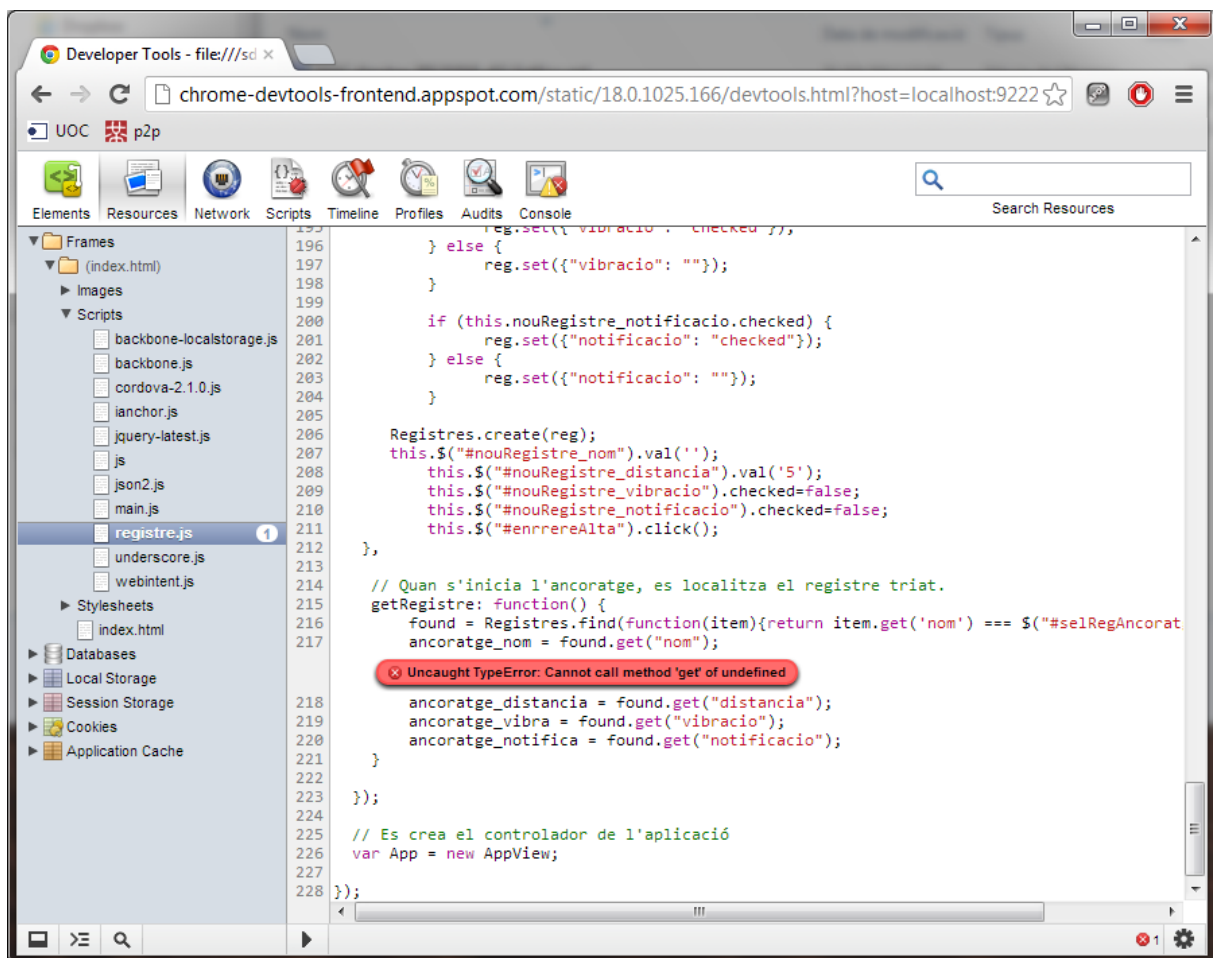 Developer Tools - file:///sd
chrome-devtools-frontend.appspot.com/static/18.0.1025.166/devtools.html?host=localhost:9222
UOC p2p
Elements Resources Network Scripts Timeline Profiles Audits Console
Search Resources
Frames
(index.html)
Images
Scripts
backbone-localstorage.js
backbone.js
cordova-2.1.0.js
ianchor.js
jquery-latest.js
js
json2.js
main.js
registre.js 1
underscore.js
webintent.js
Stylesheets
index.html
Databases
Local Storage
Session Storage
Cookies
Application Cache
195 reg.set({"vibracio": "checked"});
196 } else {
197 reg.set({"vibracio": ""});
198 }
199
200 if (this.nouRegistre_notificacio.checked) {
201 reg.set({"notificacio": "checked"});
202 } else {
203 reg.set({"notificacio": ""});
204 }
205
206 Registres.create(reg);
207 this.$("#nouRegistre_nom").val('');
208 this.$("#nouRegistre_distancia").val('5');
209 this.$("#nouRegistre_vibracio").checked=false;
210 this.$("#nouRegistre_notificacio").checked=false;
211 this.$("#enrrereAlta").click();
212 },
213
214 // Quan s'inicia l'ancoratge, es localitza el registre triat.
215 getRegistre: function() {
216 found = Registres.find(function(item){return item.get('nom') === $("#selRegAncorat
217 ancoratge_nom = found.get("nom");
Uncaught TypeError: Cannot call method 'get' of undefined
218 ancoratge_distancia = found.get("distancia");
219 ancoratge_vibra = found.get("vibracio");
220 ancoratge_notifica = found.get("notificacio");
221 }
222
223 });
224
225 // Es crea el controlador de l'aplicació
226 var App = new AppView;
227
228 });
1